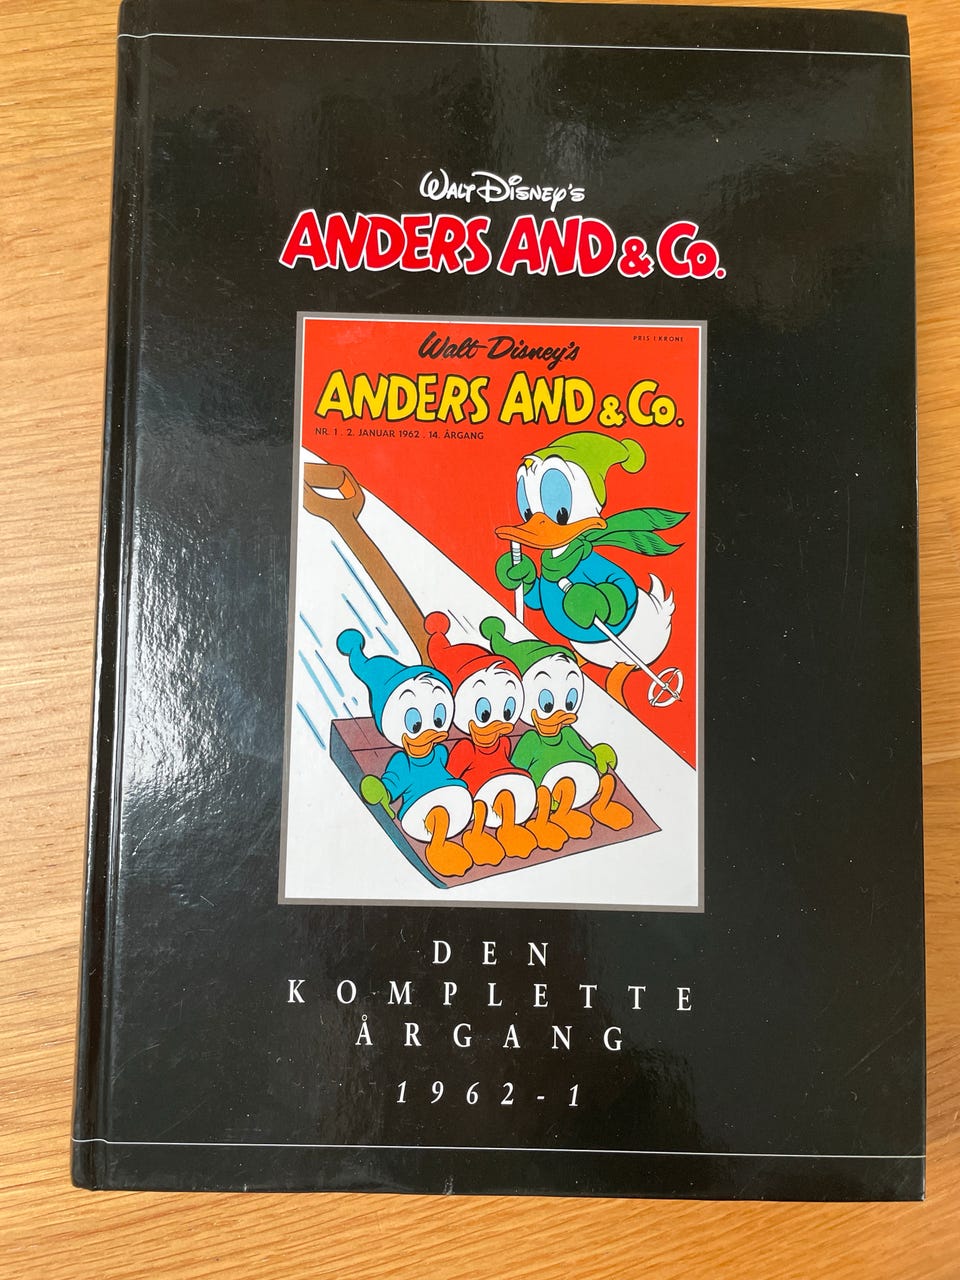 Walt Disney's
ANDERS AND & Co.
Walt Disney's
PRIS 1 KRONE
ANDERS AND & Co.
NR. 1 . 2. JANUAR 1962 . 14. ÅRGANG
DEN
KOMPLETTE
ÅRGANG
1962-1